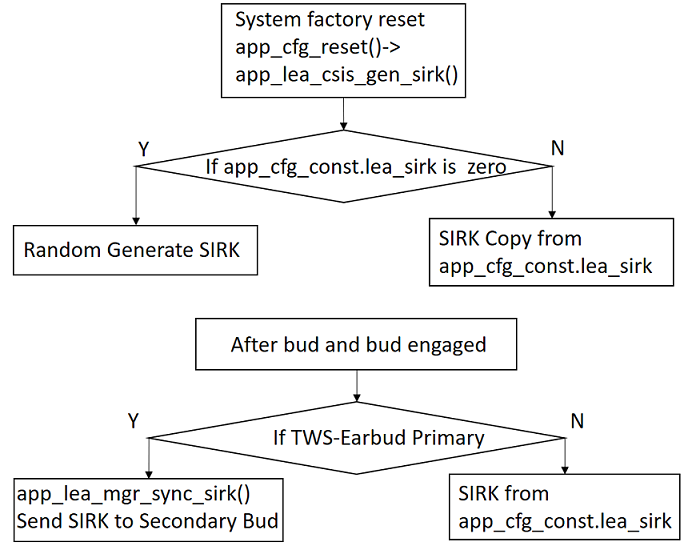 System factory reset
app_cfg_reset()->
app_lea_csis_gen_sirk()
Y
N
If app_cfg_const.lea_sirk is zero
Random Generate SIRK
SIRK Copy from
app_cfg_const.lea_sirk
After bud and bud engaged
Y
N
If TWS-Earbud Primary
app_lea_mgr_sync_sirk()
Send SIRK to Secondary Bud
SIRK from
app_cfg_const.lea_sirk